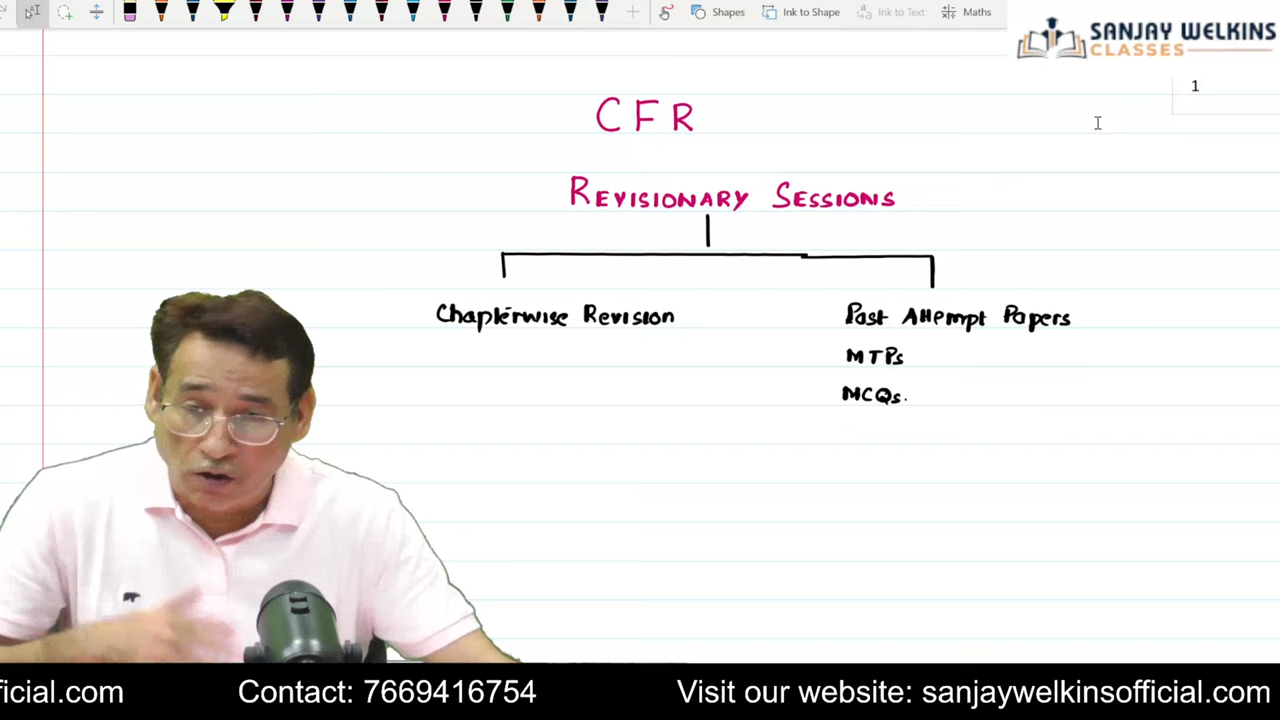 Shapes Ink to Shape Ink to Text Maths
SANJAY WELKINS
CLASSES
1
CFR
REVISIONARY SESSIONS
Chapterwise Revision
Past Attempt Papers
MTPs
MCQs.
ficial.com Contact: 7669416754 Visit our website: sanjaywelkinsofficial.com